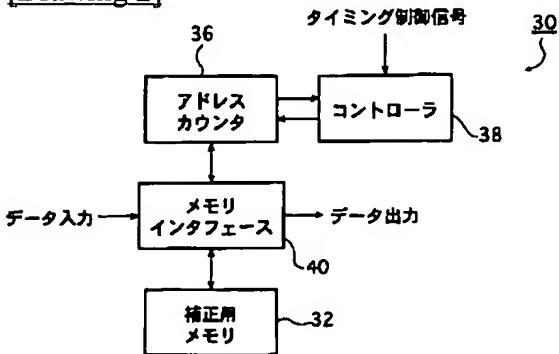 タイミング制御信号
30
36
アドレス
カウンタ
コントローラ
38
データ入力
メモリ
インタフェース
データ出力
40
補正用
メモリ
32